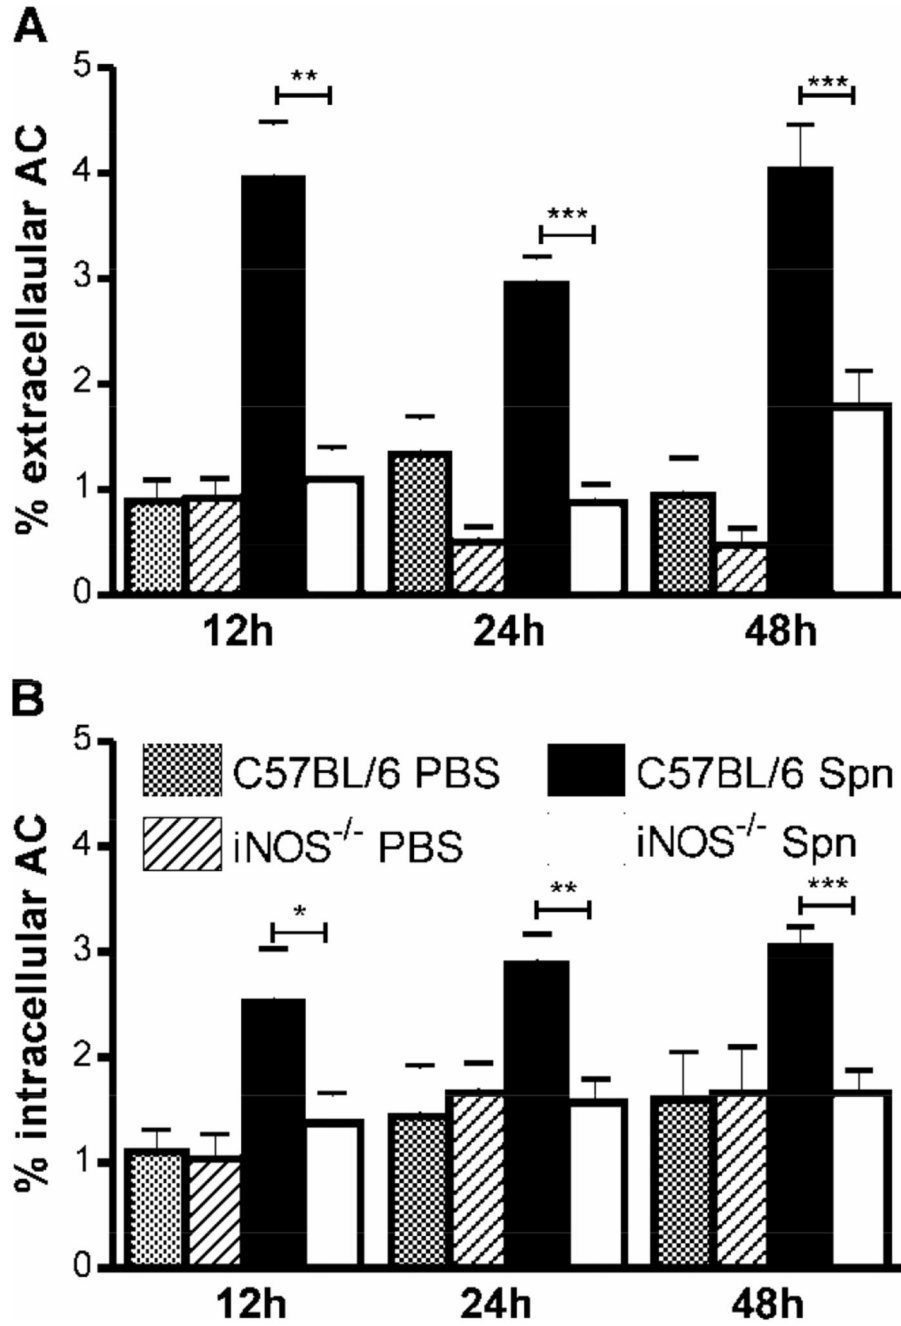 A
5
4
3
2
1
0
% extracellaular AC
**
***
***
12h 24h 48h
B
5
4
3
2
1
0
% intracellular AC
C57BL/6 PBS C57BL/6 Spn
iNOS-/- PBS iNOS-/- Spn
*
**
***
12h 24h 48h